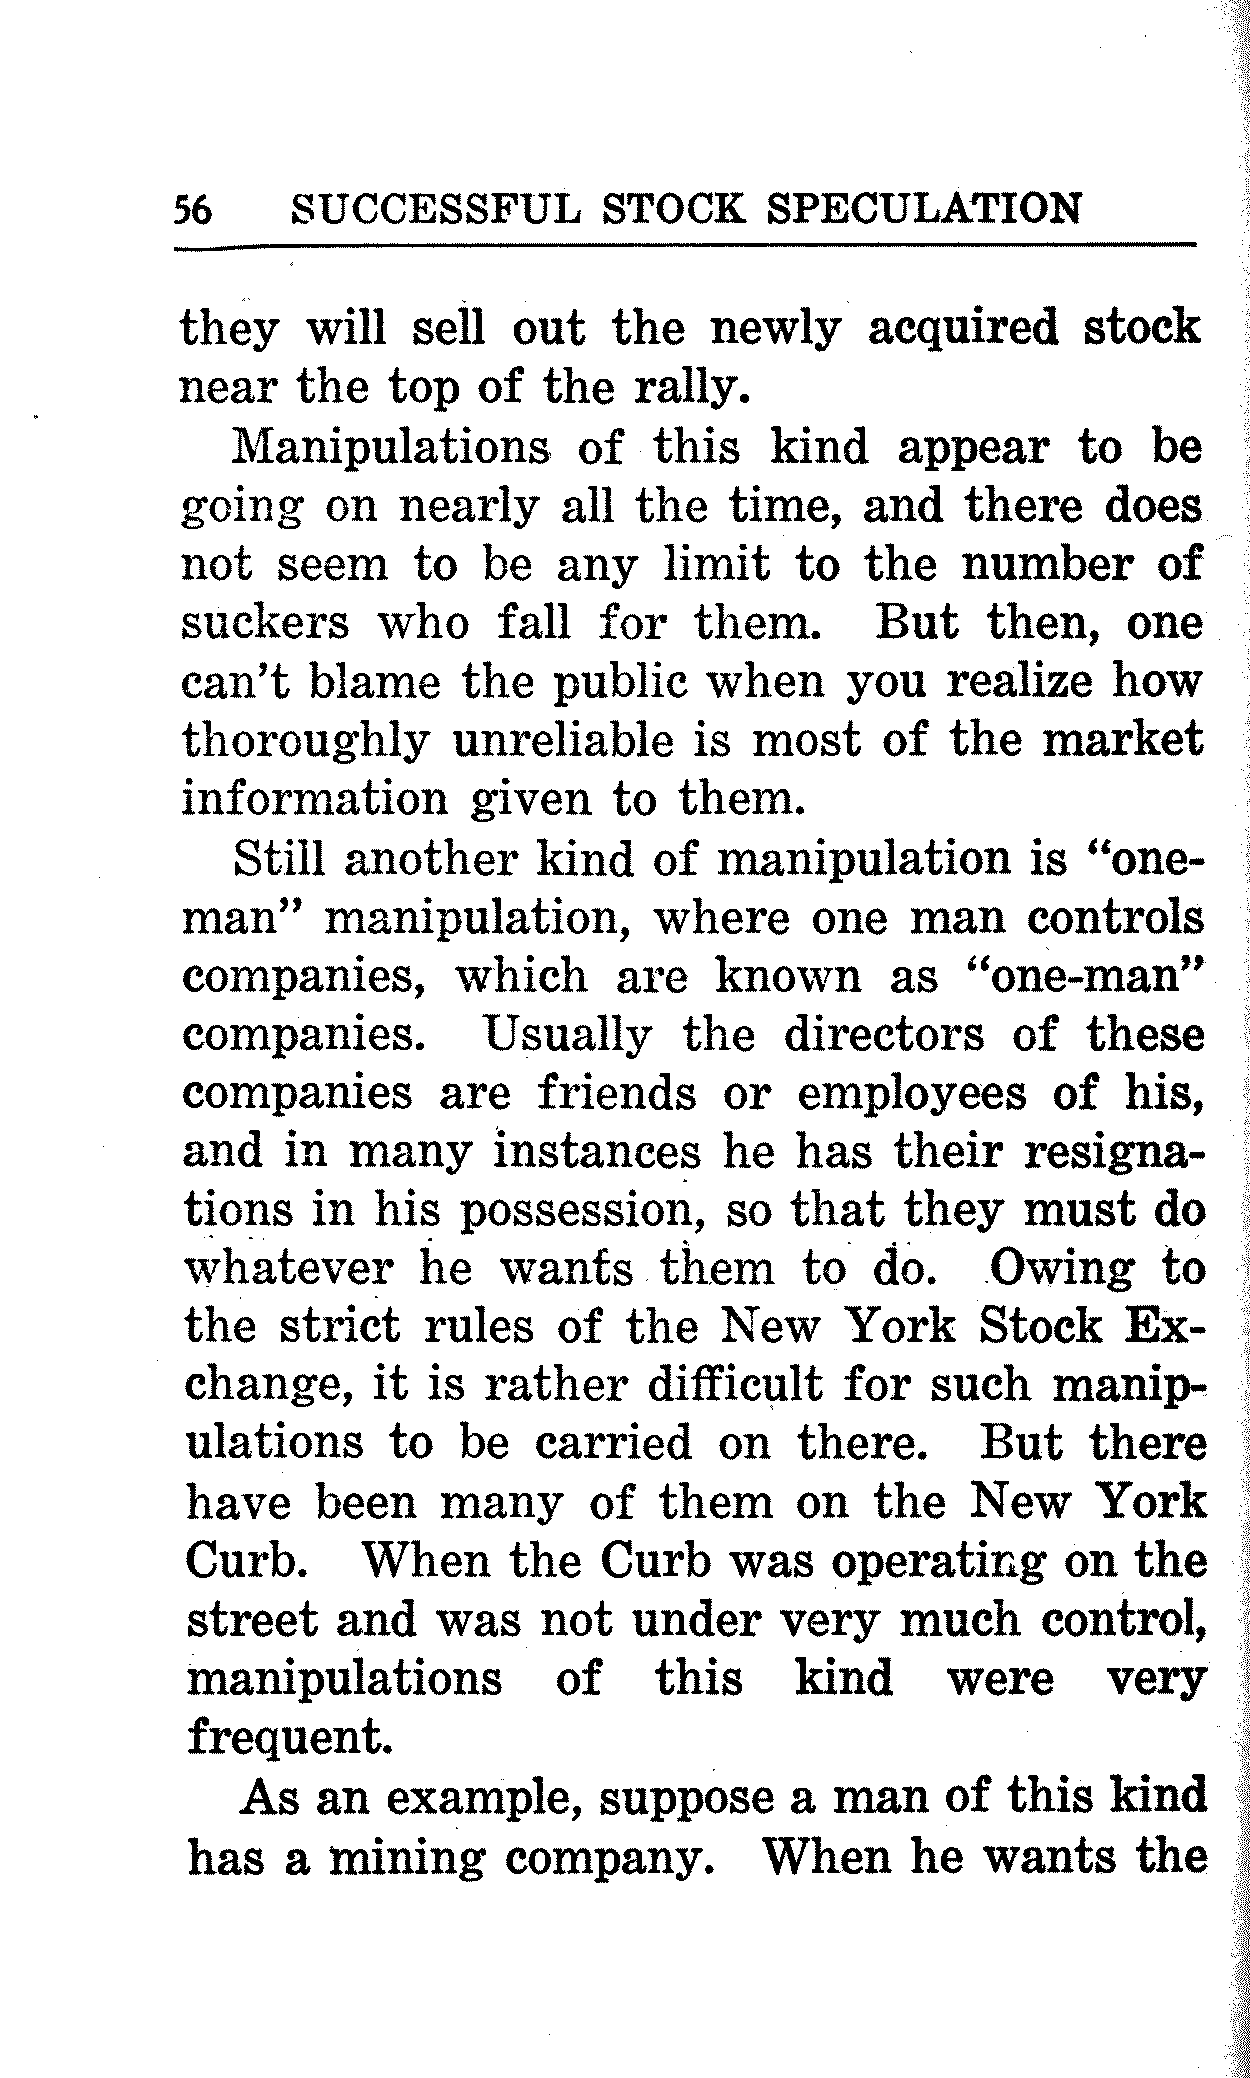 56 SUCCESSFUL STOCK SPECULATION
they will sell out the newly acquired stock
near the top of the rally.
Manipulations of this kind appear to be
going on nearly all the time, and there does
not seem to be any limit to the number of
suckers who fall for them. But then, one
can't blame the public when you realize how
thoroughly unreliable is most of the market
information given to them.
Still another kind of manipulation is "one-
man" manipulation, where one man controls
companies, which are known as "one-man"
companies. Usually the directors of these
companies are friends or employees of his,
and in many instances he has their resigna-
tions in his possession, so that they must do
whatever he wants them to do. Owing to
the strict rules of the New York Stock Ex-
change, it is rather difficult for such manip-
ulations to be carried on there. But there
have been many of them on the New York
Curb. When the Curb was operating on the
street and was not under very much control,
manipulations of this kind were very
frequent.
As an example, suppose a man of this kind
has a mining company. When he wants the